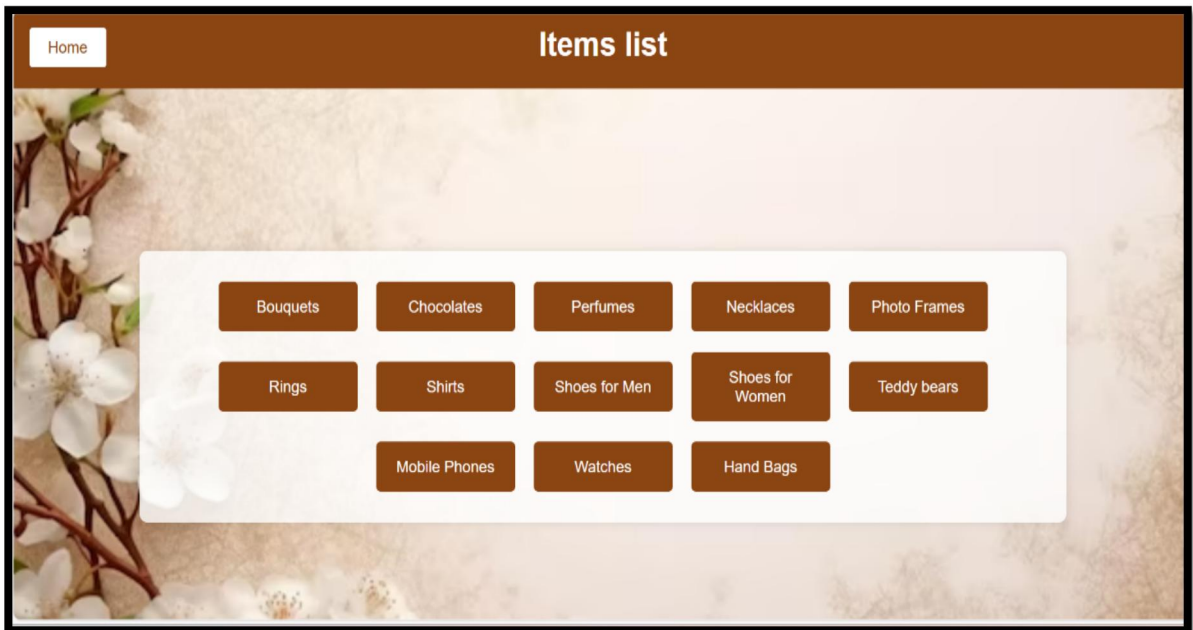 Home
Items list
Bouquets
Chocolates
Perfumes
Necklaces
Photo Frames
Rings
Shirts
Shoes for Men
Shoes for
Women
Teddy bears
Mobile Phones
Watches
Hand Bags